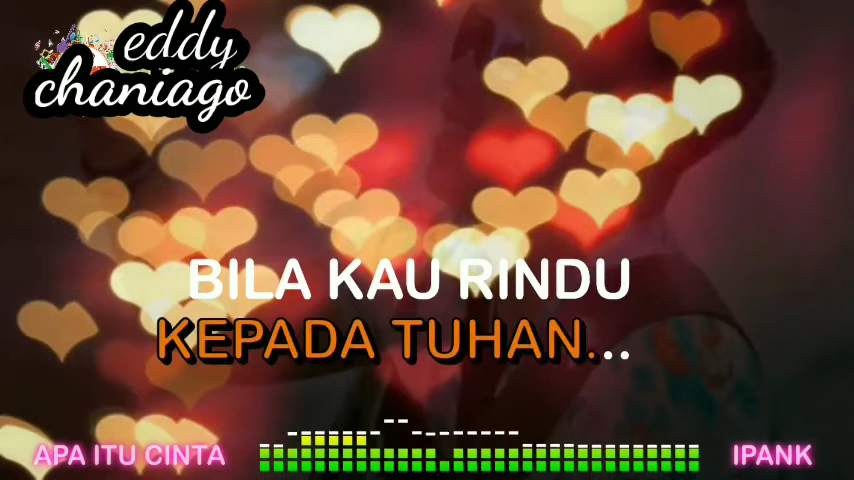 eddy
chaniago
BILA KAU RINDU
KEPADA TUHAN...
APA ITU CINTA
IPANK